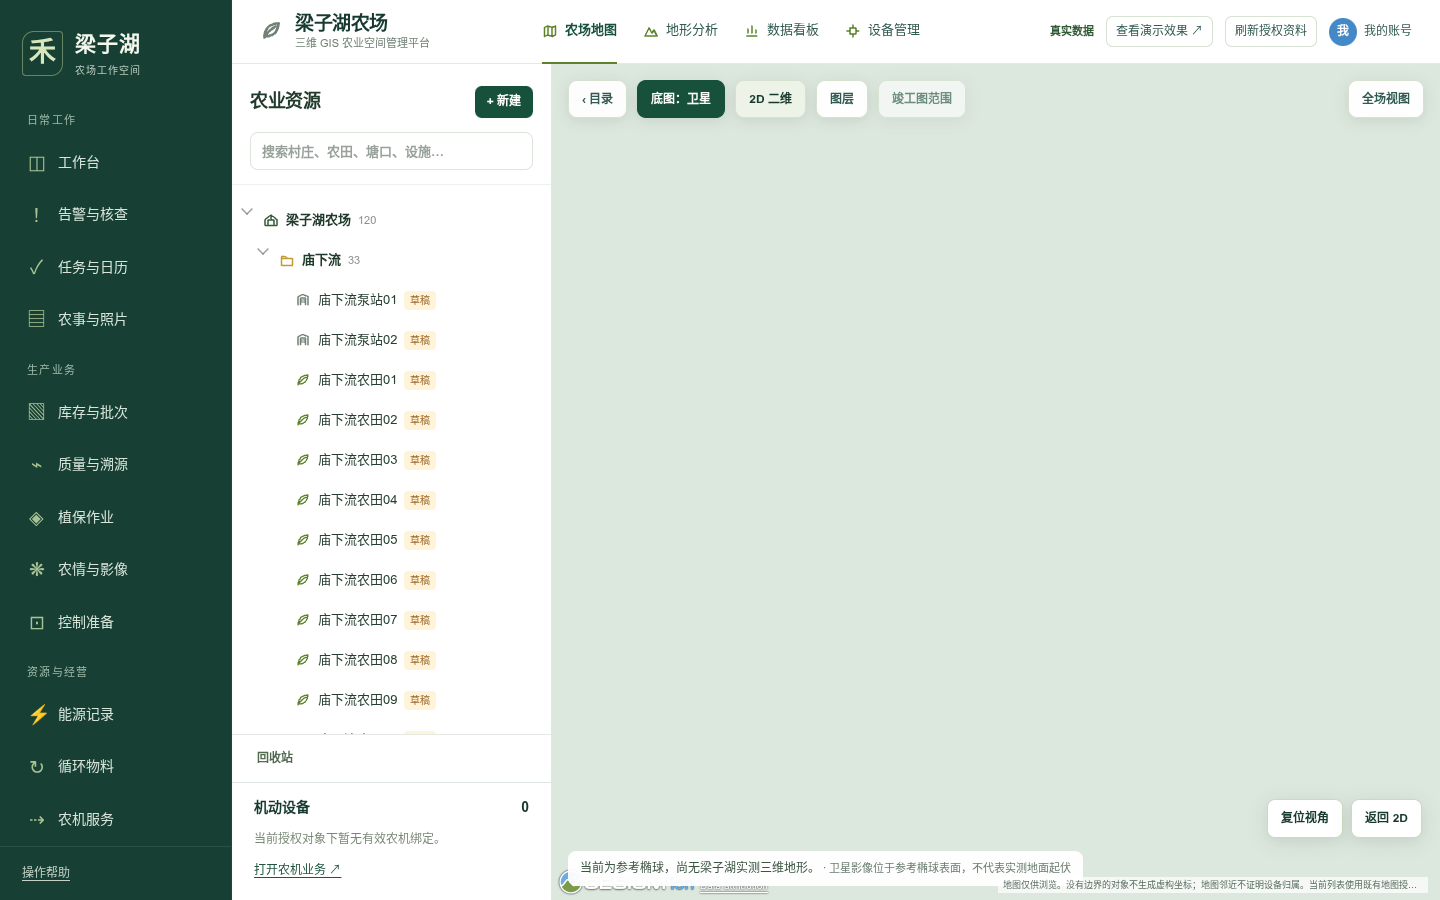 禾 梁子湖
农场工作空间
日常工作
工作台
告警与核查
任务与日历
农事与照片
生产业务
库存与批次
质量与溯源
植保作业
农情与影像
控制准备
资源与经营
能源记录
循环物料
农机服务
操作帮助
梁子湖农场
三维 GIS 农业空间管理平台
农场地图
地形分析
数据看板
设备管理
真实数据
查看演示效果 ↗
刷新授权资料
我 我的账号
农业资源
+ 新建
搜索村庄、农田、塘口、设施…
梁子湖农场 120
庙下流 33
庙下流泵站01 草稿
庙下流泵站02 草稿
庙下流农田01 草稿
庙下流农田02 草稿
庙下流农田03 草稿
庙下流农田04 草稿
庙下流农田05 草稿
庙下流农田06 草稿
庙下流农田07 草稿
庙下流农田08 草稿
庙下流农田09 草稿
回收站
机动设备 0
当前授权对象下暂无有效农机绑定。
打开农机业务 ↗
‹ 目录
底图：卫星
2D 二维
图层
竣工图范围
全场视图
复位视角
返回 2D
当前为参考椭球，尚无梁子湖实测三维地形。 · 卫星影像位于参考椭球表面，不代表实测地面起伏
地图仅供浏览。没有边界的对象不生成虚构坐标；地图邻近不证明设备归属。当前列表使用既有地图授…